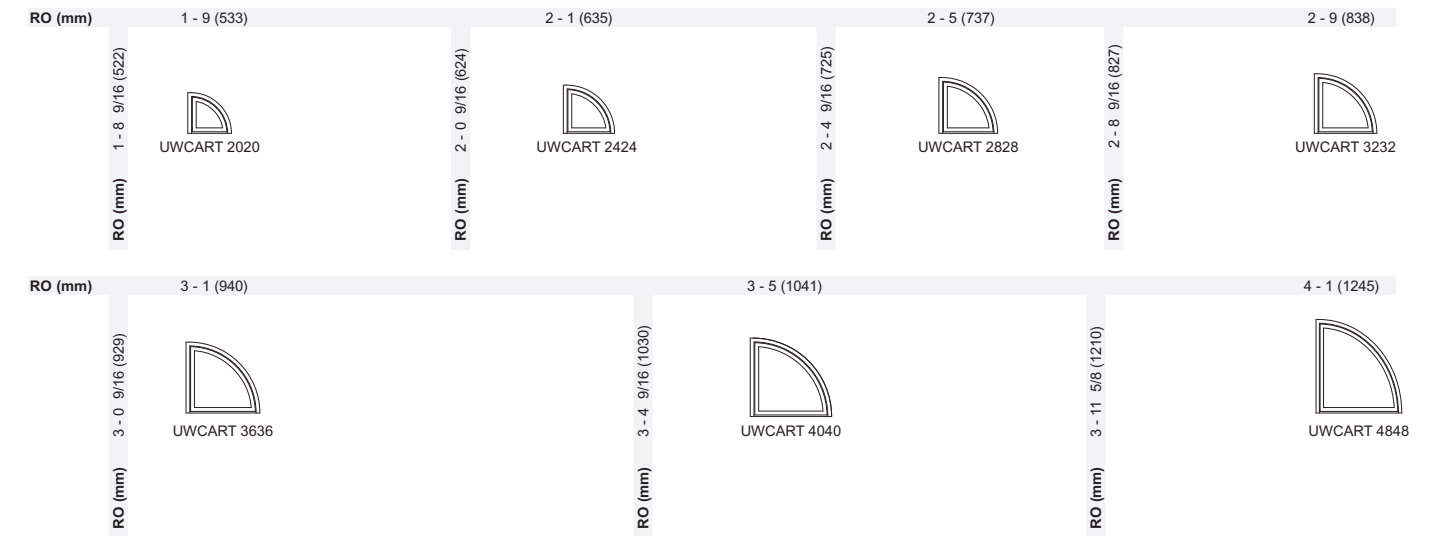 RO (mm) 1 - 9 (533) 2 - 1 (635) 2 - 5 (737) 2 - 9 (838)
RO (mm) 1 - 8 9/16 (522)
UWCART 2020
RO (mm) 2 - 0 9/16 (624)
UWCART 2424
RO (mm) 2 - 4 9/16 (725)
UWCART 2828
RO (mm) 2 - 8 9/16 (827)
UWCART 3232
RO (mm) 3 - 1 (940) 3 - 5 (1041) 4 - 1 (1245)
RO (mm) 3 - 0 9/16 (929)
UWCART 3636
RO (mm) 3 - 4 9/16 (1030)
UWCART 4040
RO (mm) 3 - 11 5/8 (1210)
UWCART 4848